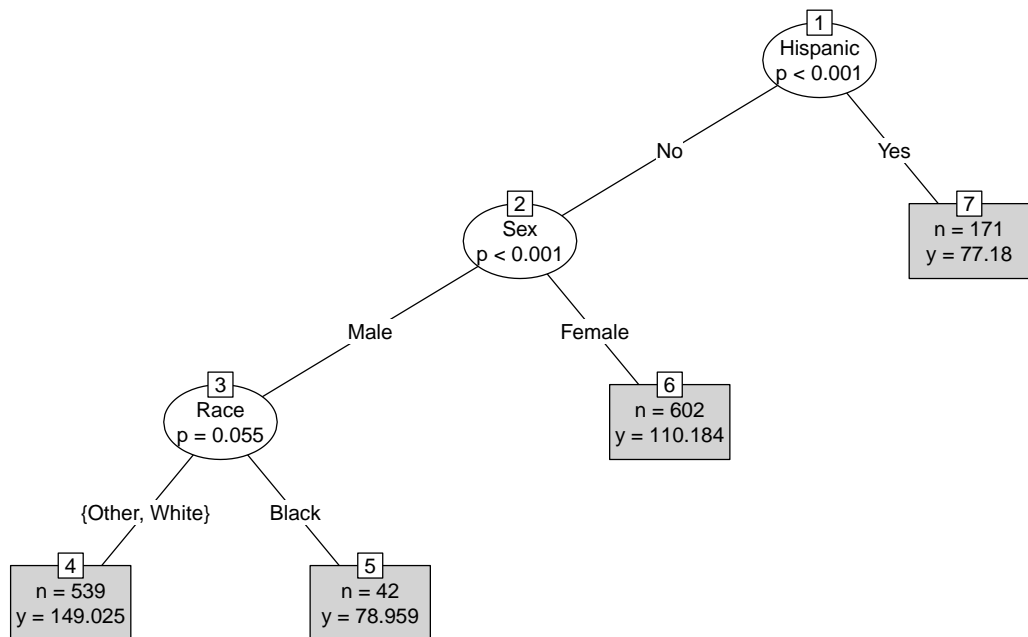 1
Hispanic
p < 0.001
No
Yes
2
Sex
p < 0.001
7
n = 171
y = 77.18
Male
Female
3
Race
p = 0.055
6
n = 602
y = 110.184
{Other, White}
Black
4
n = 539
y = 149.025
5
n = 42
y = 78.959